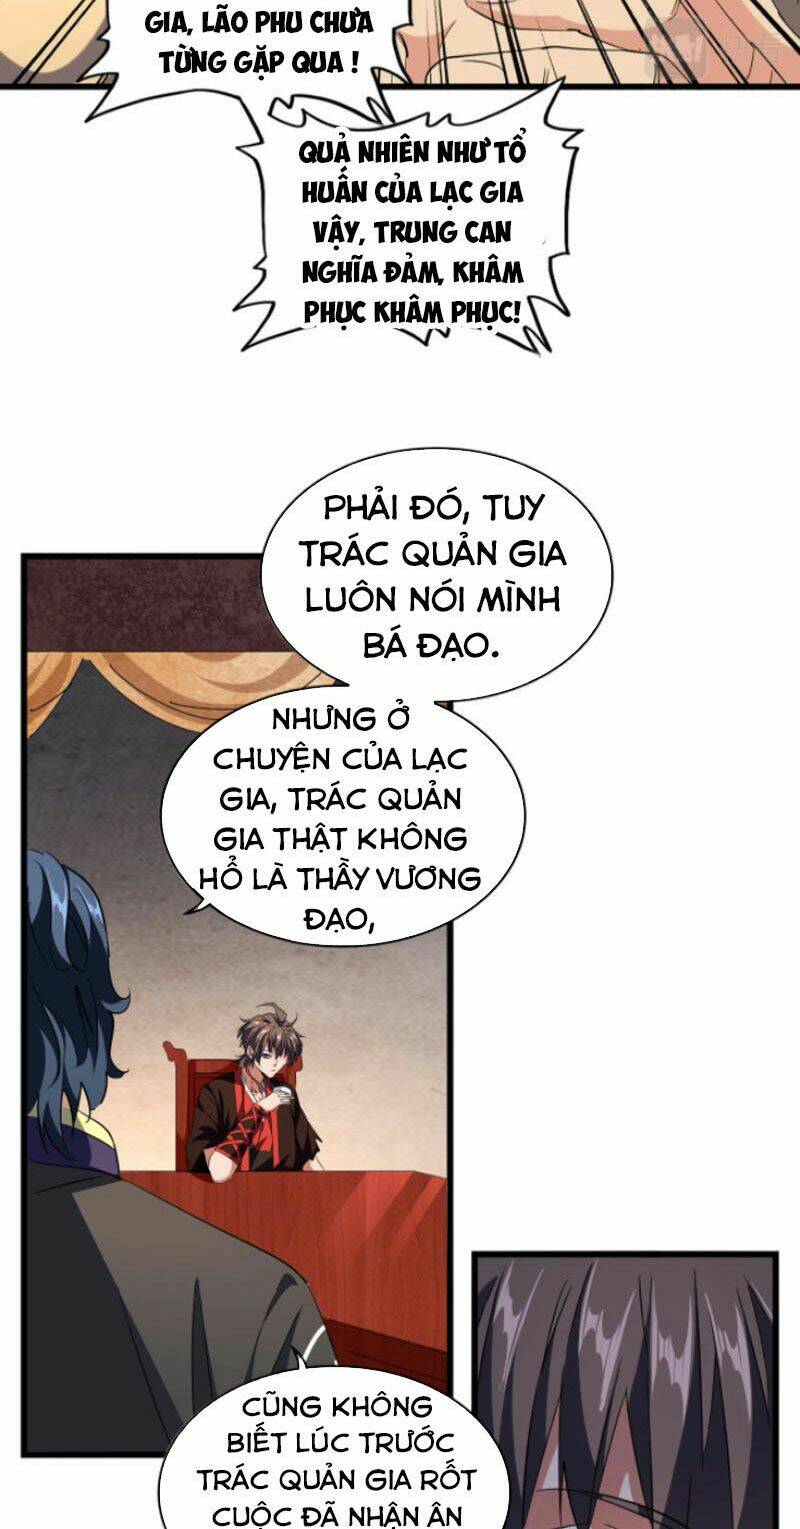 GIA, LÃO PHU CHƯA
TỪNG GẶP QUA !
QUẢ NHIÊN NHƯ TỔ
HUẤN CỦA LẠC GIA
VẬY, TRUNG CAN
NGHĨA ĐẢM, KHÂM
PHỤC KHÂM PHỤC!
PHẢI ĐÓ, TUY
TRÁC QUẢN GIA
LUÔN NÓI MÌNH
BÁ ĐẠO.
NHƯNG Ở
CHUYỆN CỦA LẠC
GIA, TRÁC QUẢN
GIA THẬT KHÔNG
HỔ LÀ THẦY VƯƠNG
ĐẠO,
CŨNG KHÔNG
BIẾT LÚC TRƯỚC
TRÁC QUẢN GIA RỐT
CUỘC ĐÃ NHẬN ÂN